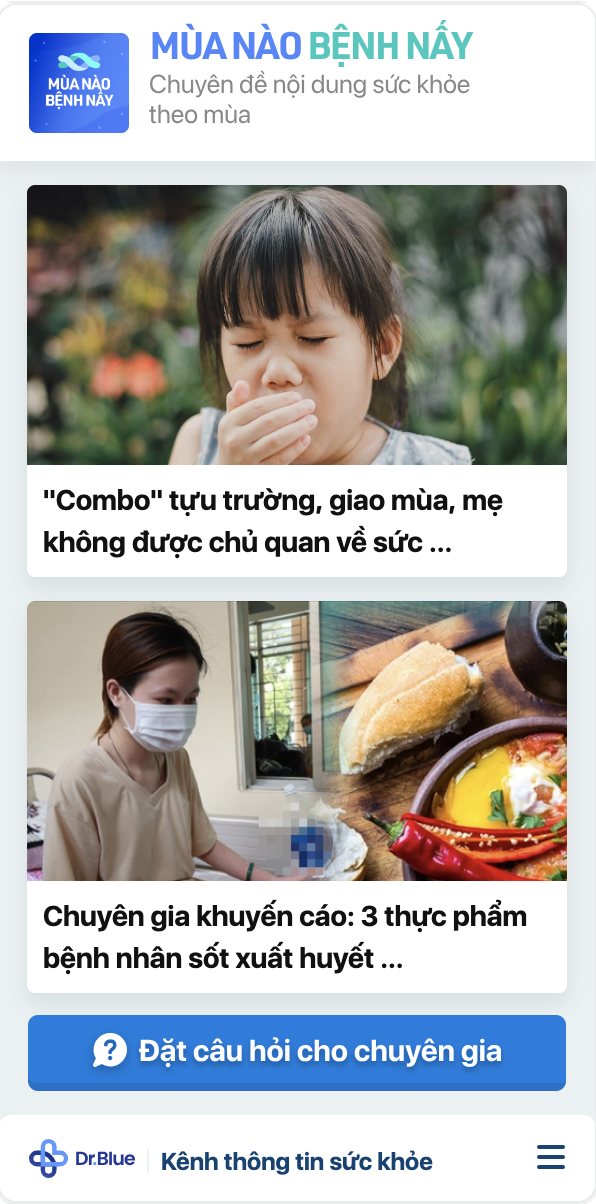 MÙA NÀO
BỆNH NẤY
MÙA NÀO BỆNH NẤY
Chuyên đề nội dung sức khỏe
theo mùa
"Combo" tựu trường, giao mùa, mẹ
không được chủ quan về sức ...
Chuyên gia khuyến cáo: 3 thực phẩm
bệnh nhân sốt xuất huyết ...
Đặt câu hỏi cho chuyên gia
Dr.Blue
Kênh thông tin sức khỏe